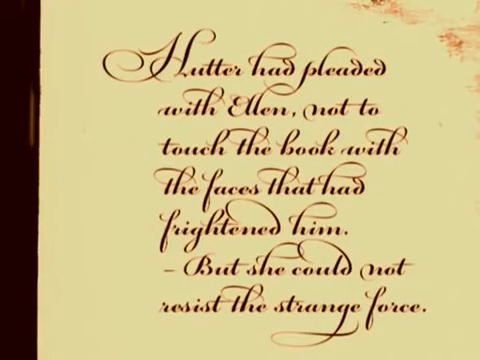 Hutter had pleaded
with Ellen, not to
touch the book with
the faces that had
frightened him.
– But she could not
resist the strange force.